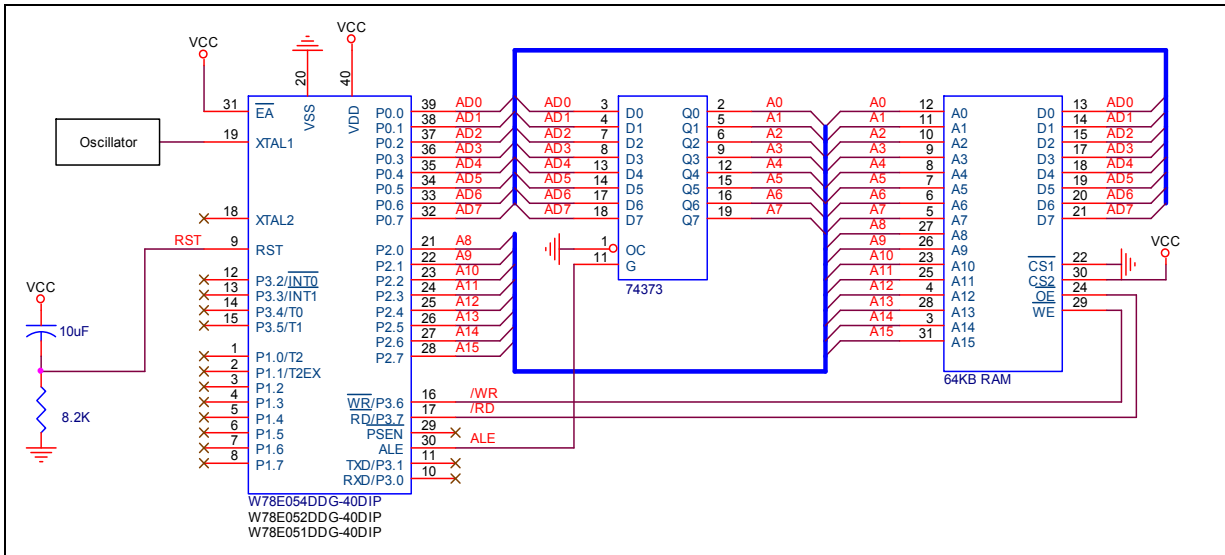 VCC
VCC
Oscillator
VCC
10uF
8.2K
RST
31
19
18
9
12
13
14
15
1
2
3
4
5
6
7
8
20
40
VSS
VDD
EA
XTAL1
XTAL2
RST
P3.2/INT0
P3.3/INT1
P3.4/T0
P3.5/T1
P1.0/T2
P1.1/T2EX
P1.2
P1.3
P1.4
P1.5
P1.6
P1.7
P0.0 39 AD0
P0.1 38 AD1
P0.2 37 AD2
P0.3 36 AD3
P0.4 35 AD4
P0.5 34 AD5
P0.6 33 AD6
P0.7 32 AD7
P2.0 21 A8
P2.1 22 A9
P2.2 23 A10
P2.3 24 A11
P2.4 25 A12
P2.5 26 A13
P2.6 27 A14
P2.7 28 A15
WR/P3.6 16 /WR
RD/P3.7 17 /RD
PSEN 29
ALE 30 ALE
TXD/P3.1 11
RXD/P3.0 10
W78E054DDG-40DIP
W78E052DDG-40DIP
W78E051DDG-40DIP
AD0 3 D0 Q0 2 A0
AD1 4 D1 Q1 5 A1
AD2 7 D2 Q2 6 A2
AD3 8 D3 Q3 9 A3
AD4 13 D4 Q4 12 A4
AD5 14 D5 Q5 15 A5
AD6 17 D6 Q6 16 A6
AD7 18 D7 Q7 19 A7
1 OC
11 G
74373
A0 12 A0
A1 11 A1
A2 10 A2
A3 9 A3
A4 8 A4
A5 7 A5
A6 6 A6
A7 5 A7
A8 27 A8
A9 26 A9
A10 23 A10
A11 25 A11
A12 4 A12
A13 28 A13
A14 3 A14
A15 31 A15
D0 13 AD0
D1 14 AD1
D2 15 AD2
D3 17 AD3
D4 18 AD4
D5 19 AD5
D6 20 AD6
D7 21 AD7
VCC
CS1 22
CS2 30
OE 24
WE 29
64KB RAM